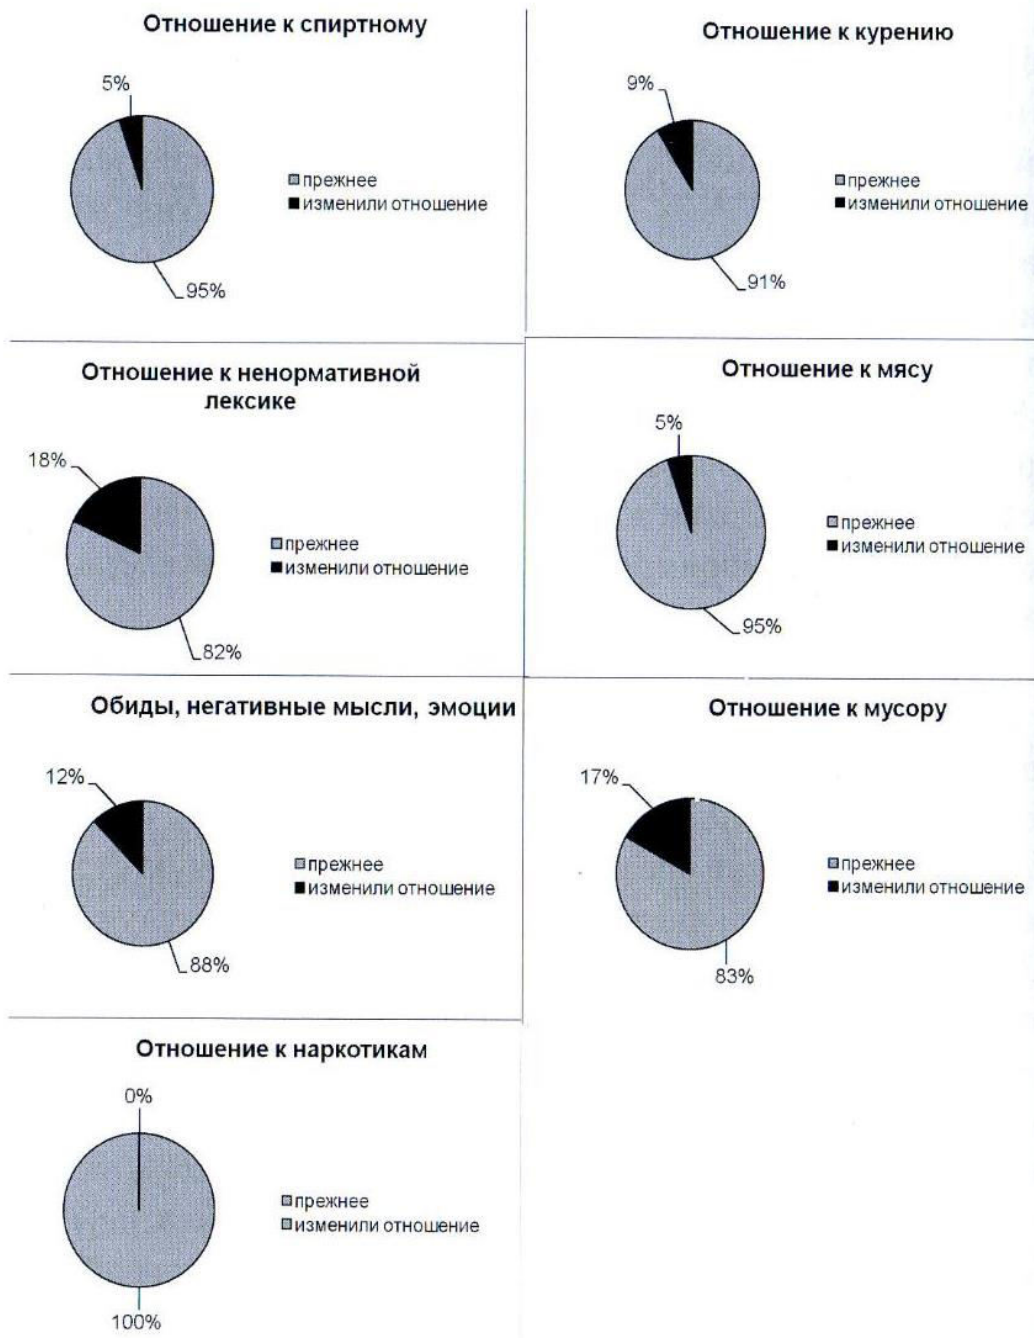 Отношение к спиртному
5%
прежнее
изменили отношение
95%
Отношение к курению
9%
прежнее
изменили отношение
91%
Отношение к ненормативной
лексике
18%
прежнее
изменили отношение
82%
Отношение к мясу
5%
прежнее
изменили отношение
95%
Обиды, негативные мысли, эмоции
12%
прежнее
изменили отношение
88%
Отношение к мусору
17%
прежнее
изменили отношение
83%
Отношение к наркотикам
0%
прежнее
изменили отношение
100%